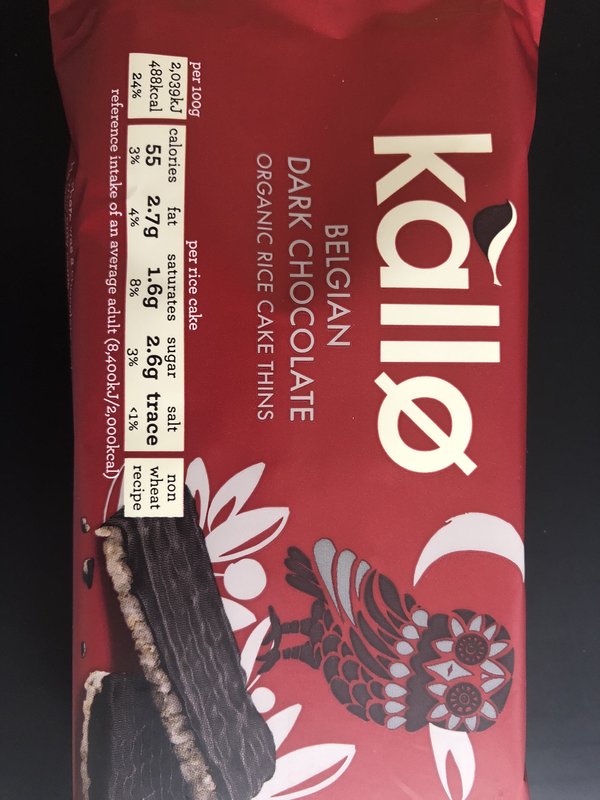 kallø
BELGIAN
DARK CHOCOLATE
ORGANIC RICE CAKE THINS
per 100g
2,039kJ
488kcal
24%
per rice cake
calories fat saturates sugar salt
55 2.7g 1.6g 2.6g trace
3% 4% 8% 3% <1%
non
wheat
recipe
reference intake of an average adult (8,400kJ/2,000kcal)